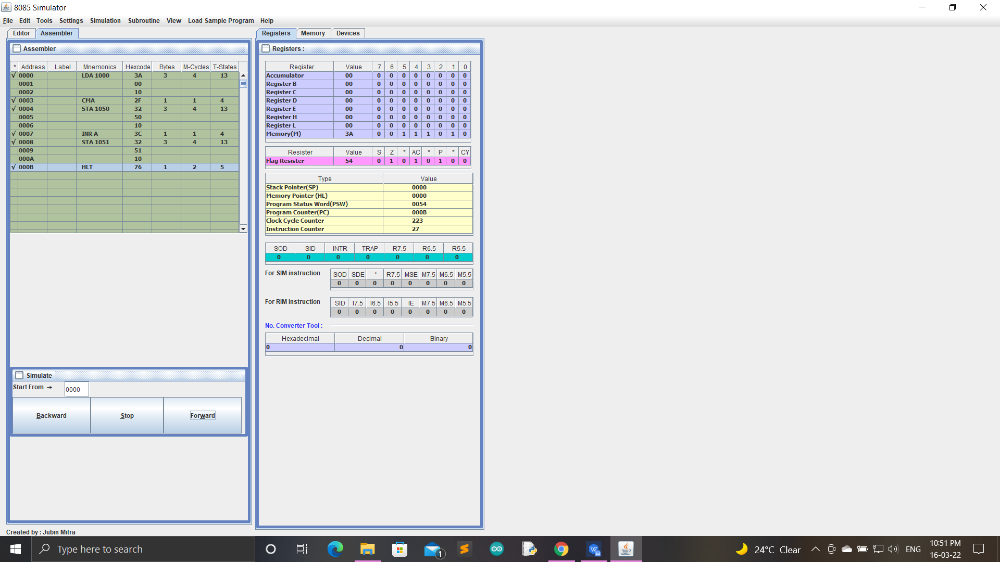 8085 Simulator
File Edit Tools Settings Simulation Subroutine View Load Sample Program Help
Editor Assembler
Assembler
* Address Label Mnemonics Hexcode Bytes M-Cycles T-States
√ 0000 LDA 1000 3A 3 4 13
0001 00
0002 10
√ 0003 CMA 2F 1 1 4
√ 0004 STA 1050 32 3 4 13
0005 50
0006 10
√ 0007 INR A 3C 1 1 4
√ 0008 STA 1051 32 3 4 13
0009 51
000A 10
√ 000B HLT 76 1 2 5
Simulate
Start From → 0000
Backward Stop Forward
Created by : Jubin Mitra
Registers Memory Devices
Registers :
Register Value 7 6 5 4 3 2 1 0
Accumulator 00 0 0 0 0 0 0 0 0
Register B 00 0 0 0 0 0 0 0 0
Register C 00 0 0 0 0 0 0 0 0
Register D 00 0 0 0 0 0 0 0 0
Register E 00 0 0 0 0 0 0 0 0
Register H 00 0 0 0 0 0 0 0 0
Register L 00 0 0 0 0 0 0 0 0
Memory(M) 3A 0 0 1 1 1 0 1 0
Resister Value S Z * AC * P * CY
Flag Resister 54 0 1 0 1 0 1 0 0
Type Value
Stack Pointer(SP) 0000
Memory Pointer (HL) 0000
Program Status Word(PSW) 0054
Program Counter(PC) 000B
Clock Cycle Counter 223
Instruction Counter 27
SOD SID INTR TRAP R7.5 R6.5 R5.5
0 0 0 0 0 0 0
For SIM instruction
SOD SDE * R7.5 MSE M7.5 M6.5 M5.5
0 0 0 0 0 0 0 0
For RIM instruction
SID I7.5 I6.5 I5.5 IE M7.5 M6.5 M5.5
0 0 0 0 0 0 0 0
No. Converter Tool :
Hexadecimal Decimal Binary
0 0 0
Type here to search
1
24°C Clear
ENG
10:51 PM
16-03-22